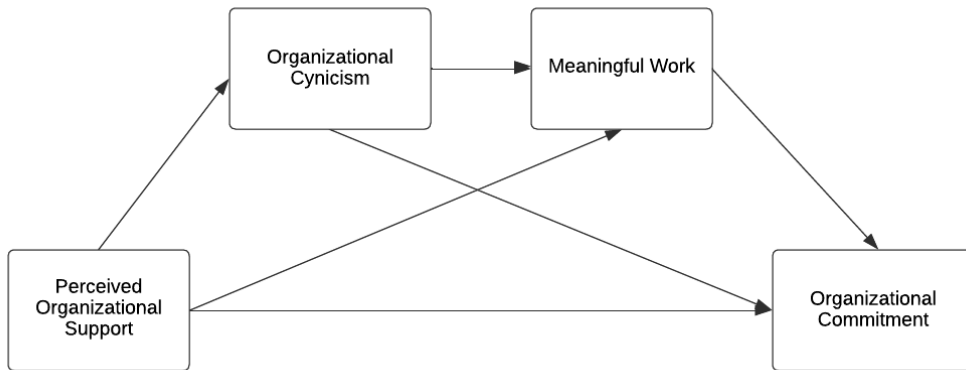 Organizational
Cynicism
Meaningful Work
Perceived
Organizational
Support
Organizational
Commitment